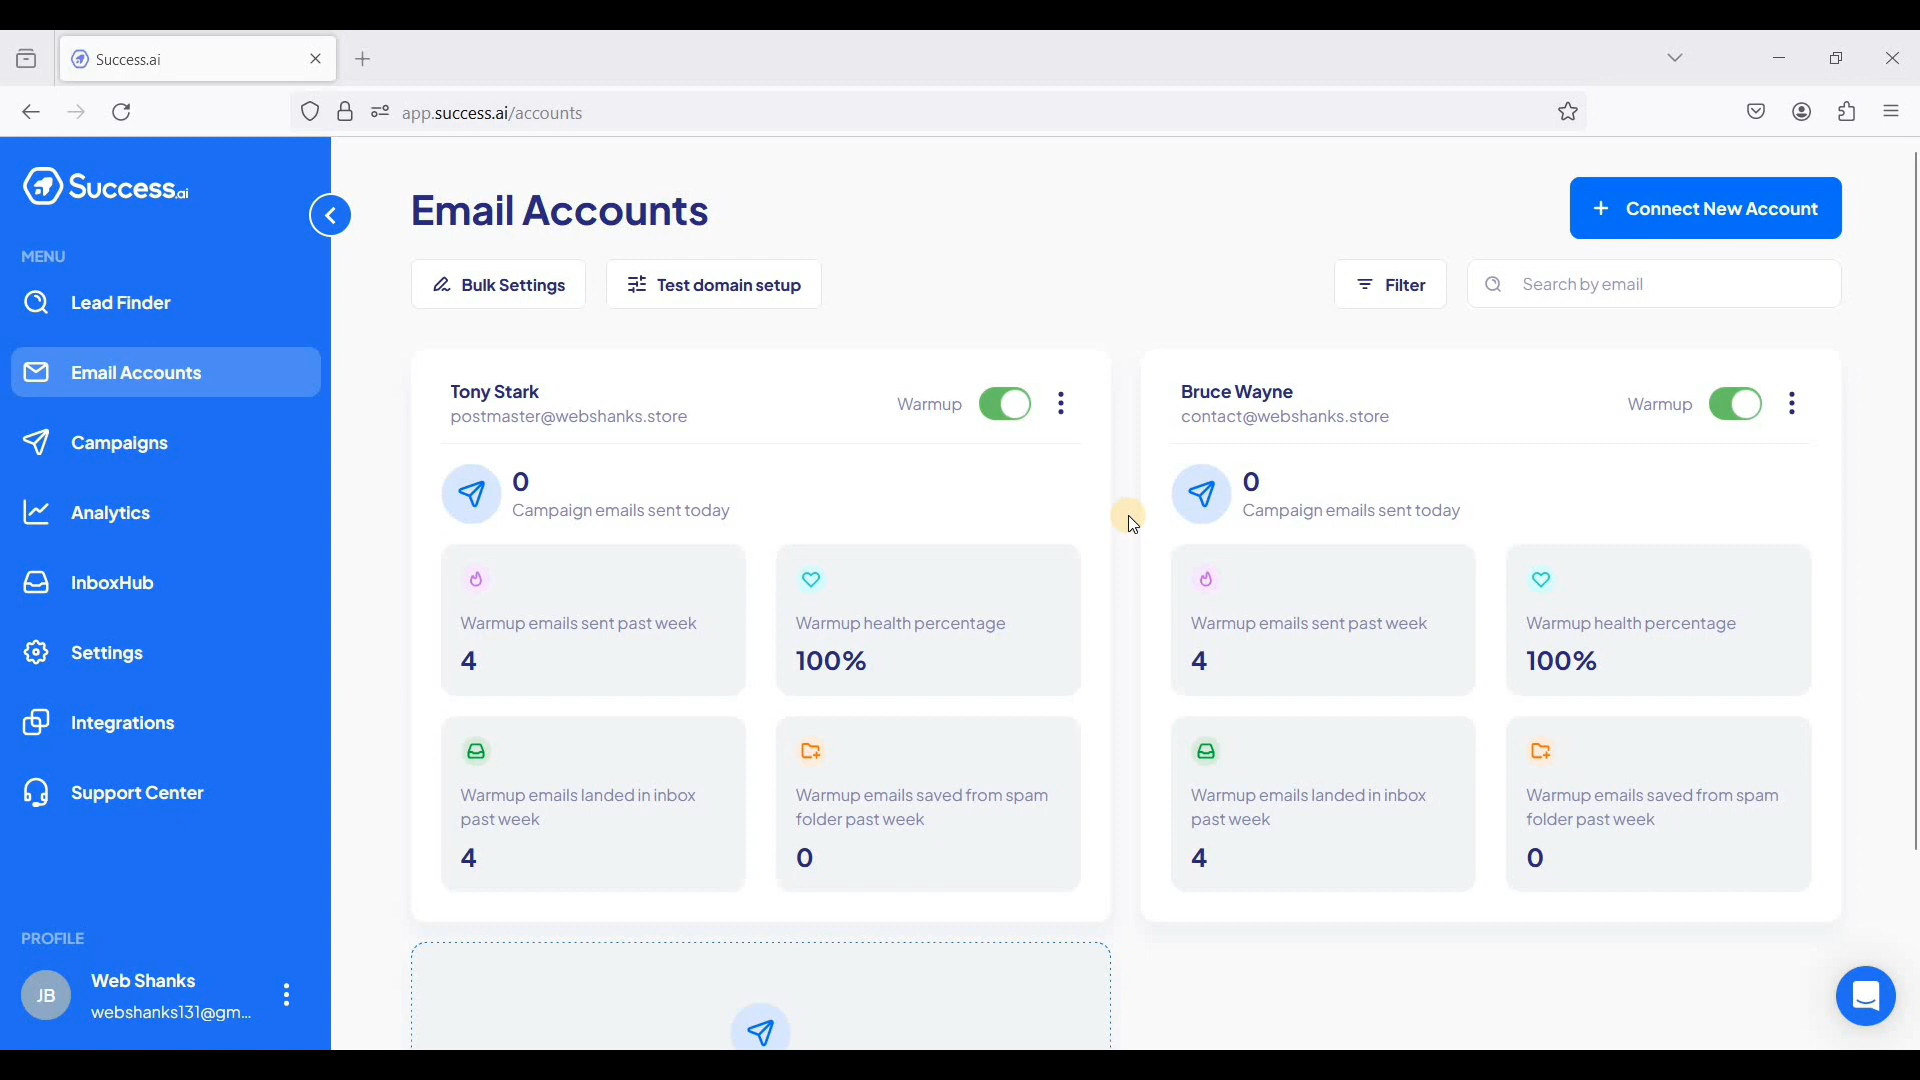 Success.ai
app.success.ai/accounts
Success.ai
MENU
Lead Finder
Email Accounts
Campaigns
Analytics
InboxHub
Settings
Integrations
Support Center
PROFILE
JB
Web Shanks
webshanks131@gm...
Email Accounts
+ Connect New Account
Bulk Settings
Test domain setup
Filter
Search by email
Tony Stark
postmaster@webshanks.store
Warmup
0
Campaign emails sent today
Warmup emails sent past week
4
Warmup health percentage
100%
Warmup emails landed in inbox
past week
4
Warmup emails saved from spam
folder past week
0
Bruce Wayne
contact@webshanks.store
Warmup
0
Campaign emails sent today
Warmup emails sent past week
4
Warmup health percentage
100%
Warmup emails landed in inbox
past week
4
Warmup emails saved from spam
folder past week
0